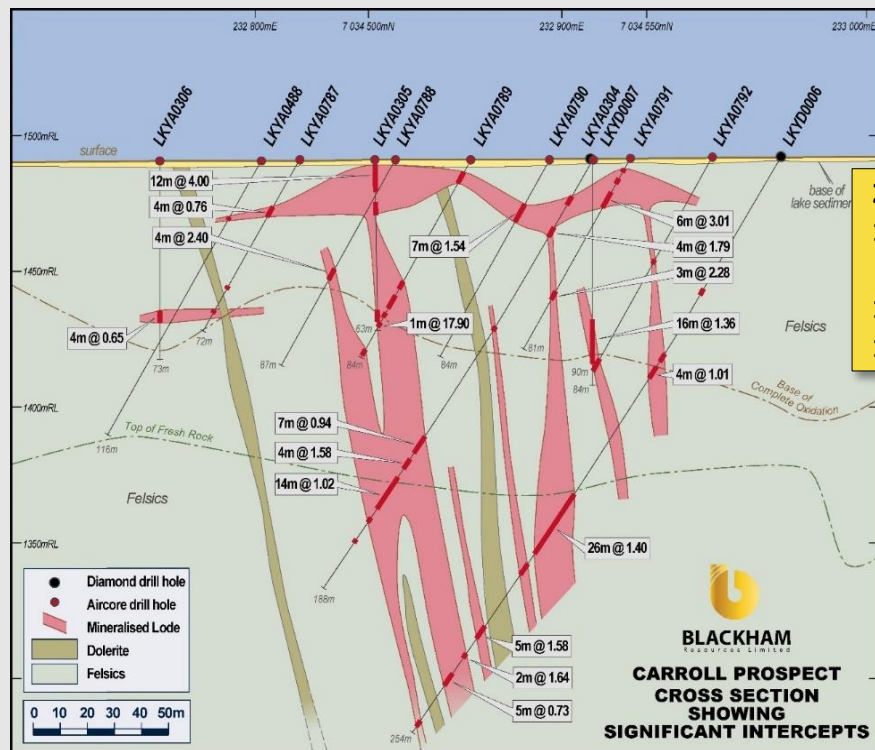 232 800mE
7 034 500mN
232 900mE
7 034 550mN
233 000mE
LKYA0306
LKYA0488
LKYA0787
LKYA0305
LKYA0788
LKYA0789
LKYA0790
LKYA0304
LKYD0007
LKYA0791
LKYA0792
LKYD0006
1500mRL
surface
base of
lake sedimen
12m @ 4.00
4m @ 0.76
4m @ 2.40
7m @ 1.54
6m @ 3.01
4m @ 1.79
3m @ 2.28
1450mRL
4m @ 0.65
1m @ 17.90
16m @ 1.36
Felsics
63m
72m
73m
87m
84m
84m
81m
90m
84m
4m @ 1.01
Base of
Complete Oxidation
1400mRL
Top of Fresh Rock
116m
7m @ 0.94
4m @ 1.58
14m @ 1.02
Felsics
1350mRL
26m @ 1.40
188m
Diamond drill hole
Aircore drill hole
Mineralised Lode
Dolerite
Felsics
0 10 20 30 40 50m
5m @ 1.58
2m @ 1.64
5m @ 0.73
254m
BLACKHAM
Resources Limited
CARROLL PROSPECT
CROSS SECTION
SHOWING
SIGNIFICANT INTERCEPTS